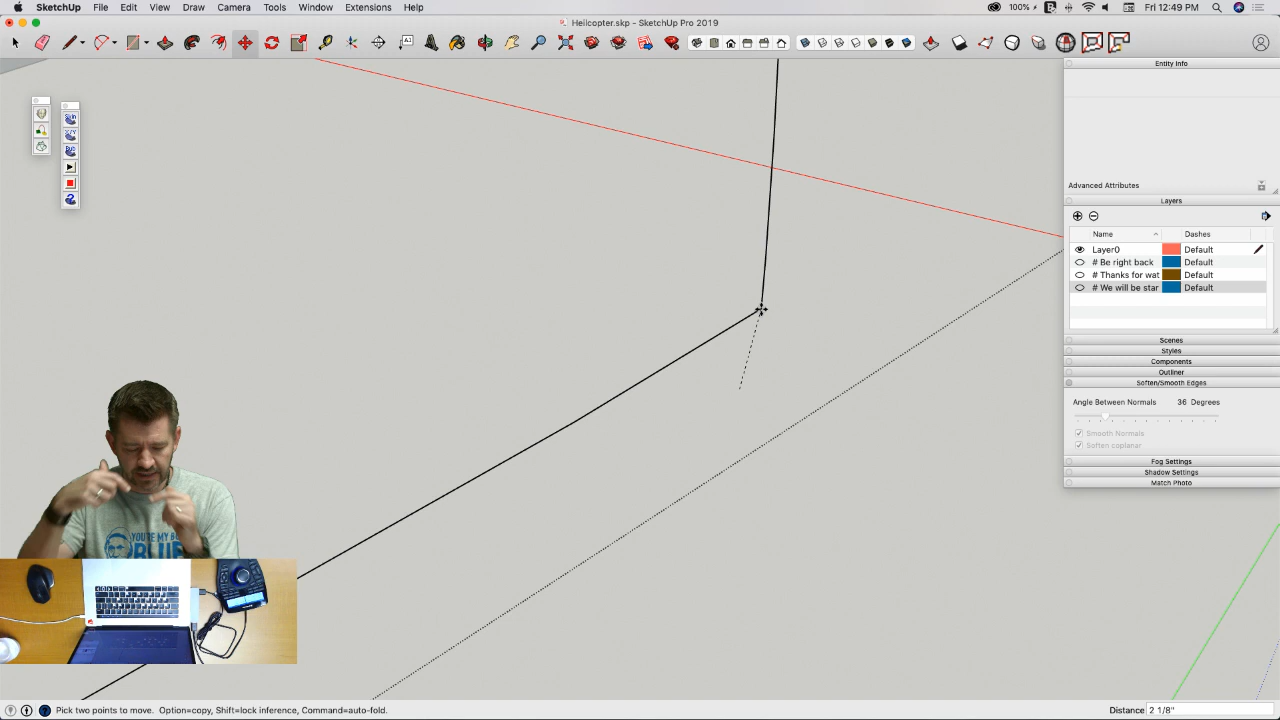 SketchUp File Edit View Draw Camera Tools Window Extensions Help 100% Fri 12:49 PM
Helicopter.skp - SketchUp Pro 2019
Entity Info
Advanced Attributes
Layers
Name Dashes
Layer0 Default
# Be right back Default
# Thanks for wat Default
# We will be star Default
Scenes
Styles
Components
Outliner
Soften/Smooth Edges
Angle Between Normals 36 Degrees
Smooth Normals
Soften coplanar
Fog Settings
Shadow Settings
Match Photo
YOU'RE MY B
BLUE
Pick two points to move. Option=copy, Shift=lock inference, Command=auto-fold. Distance 2 1/8"